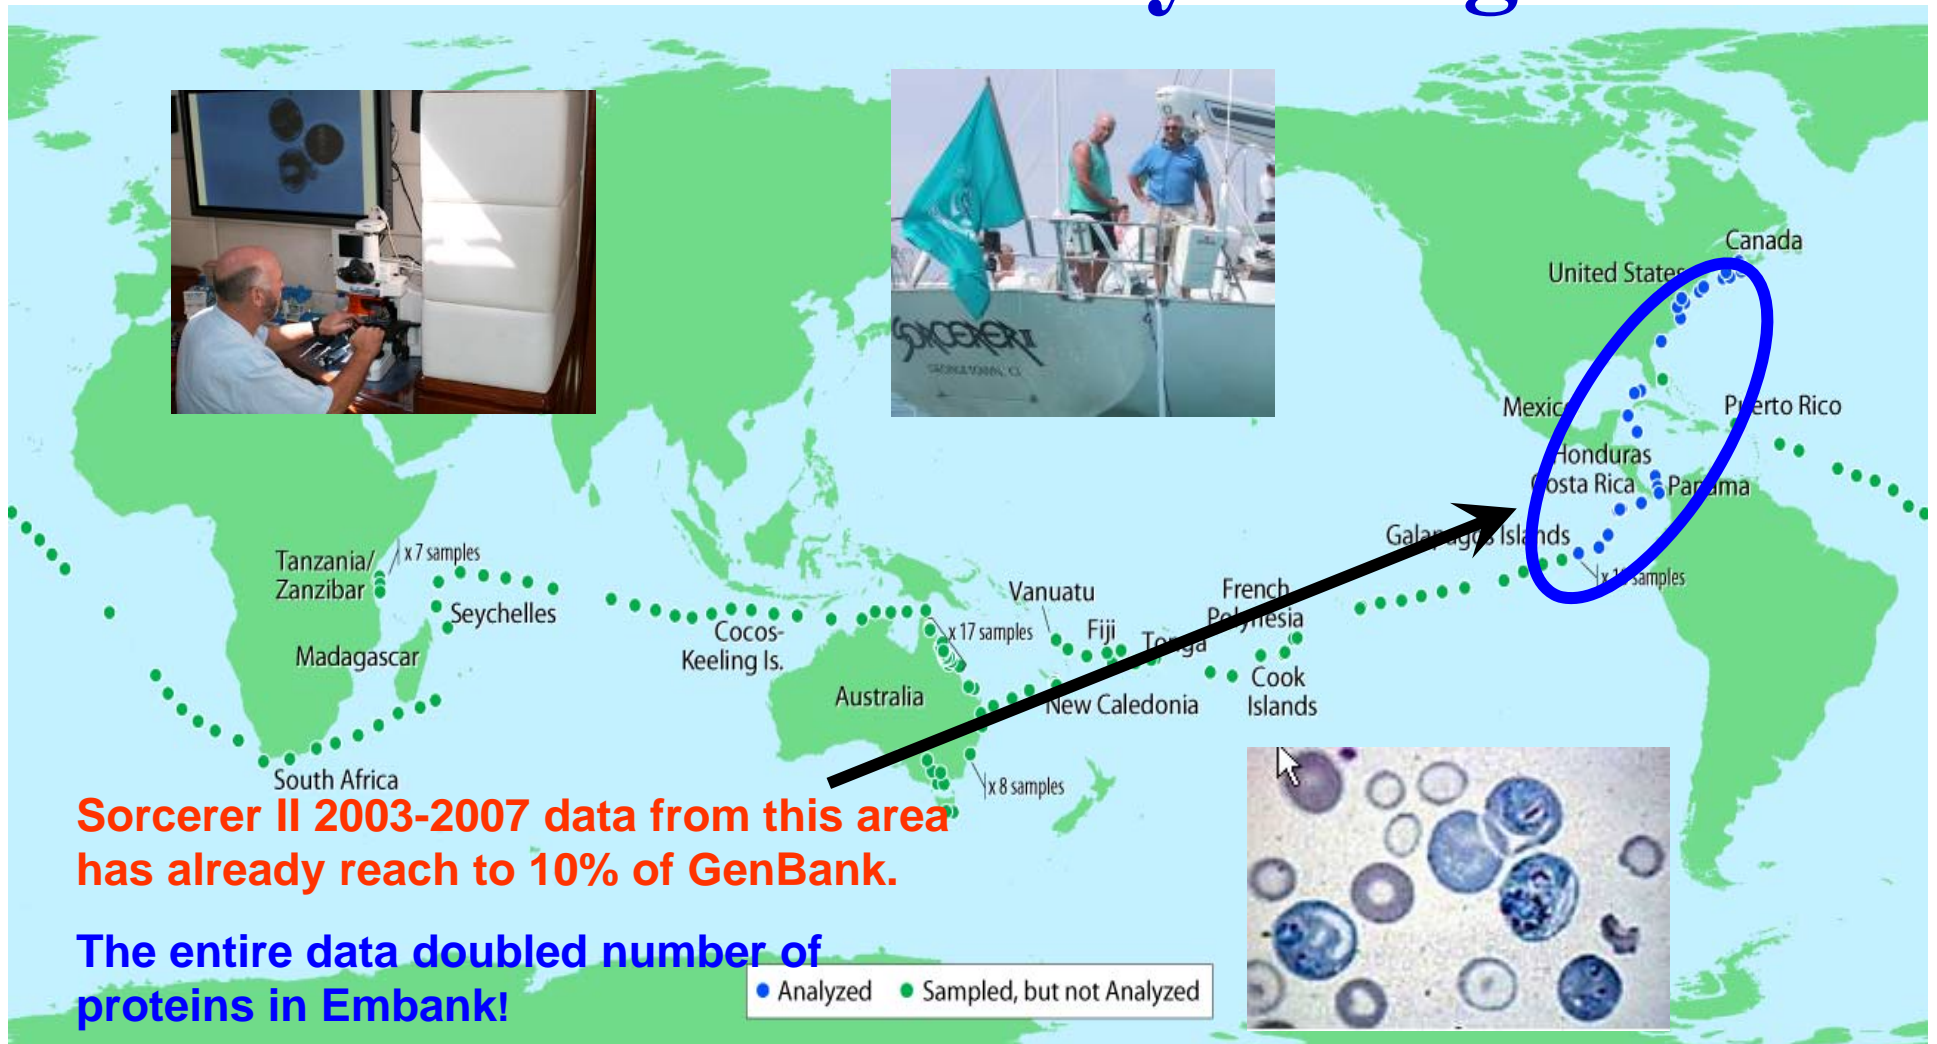 Canada
United States
Mexico
Puerto Rico
Honduras
Costa Rica
Panama
Galapagos Islands
x 7 samples
Tanzania/
Zanzibar
Seychelles
Madagascar
Cocos-
Keeling Is.
x 17 samples
Vanuatu
Fiji
Tonga
French
Polynesia
samples
Cook
Islands
Australia
New Caledonia
South Africa
x 8 samples
SORCERER II
GEORGETOWN, C.I.
Sorcerer II 2003-2007 data from this area
has already reach to 10% of GenBank.
The entire data doubled number of
proteins in Embank!
Analyzed
Sampled, but not Analyzed